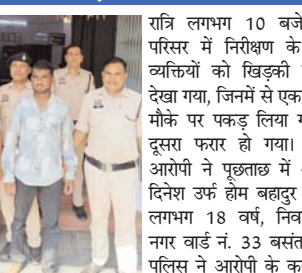 रात्रि लगभग 10 बजे
परिसर में निरीक्षण के
व्यक्तियों को खिड़की
देखा गया, जिनमें से एक
मौके पर पकड़ लिया
दूसरा फरार हो गया।
आरोपी ने पूछताछ में
दिनेश उर्फ होम बहादुर
लगभग 18 वर्ष,
नगर वार्ड नं. 33
पुलिस ने आरोपी के